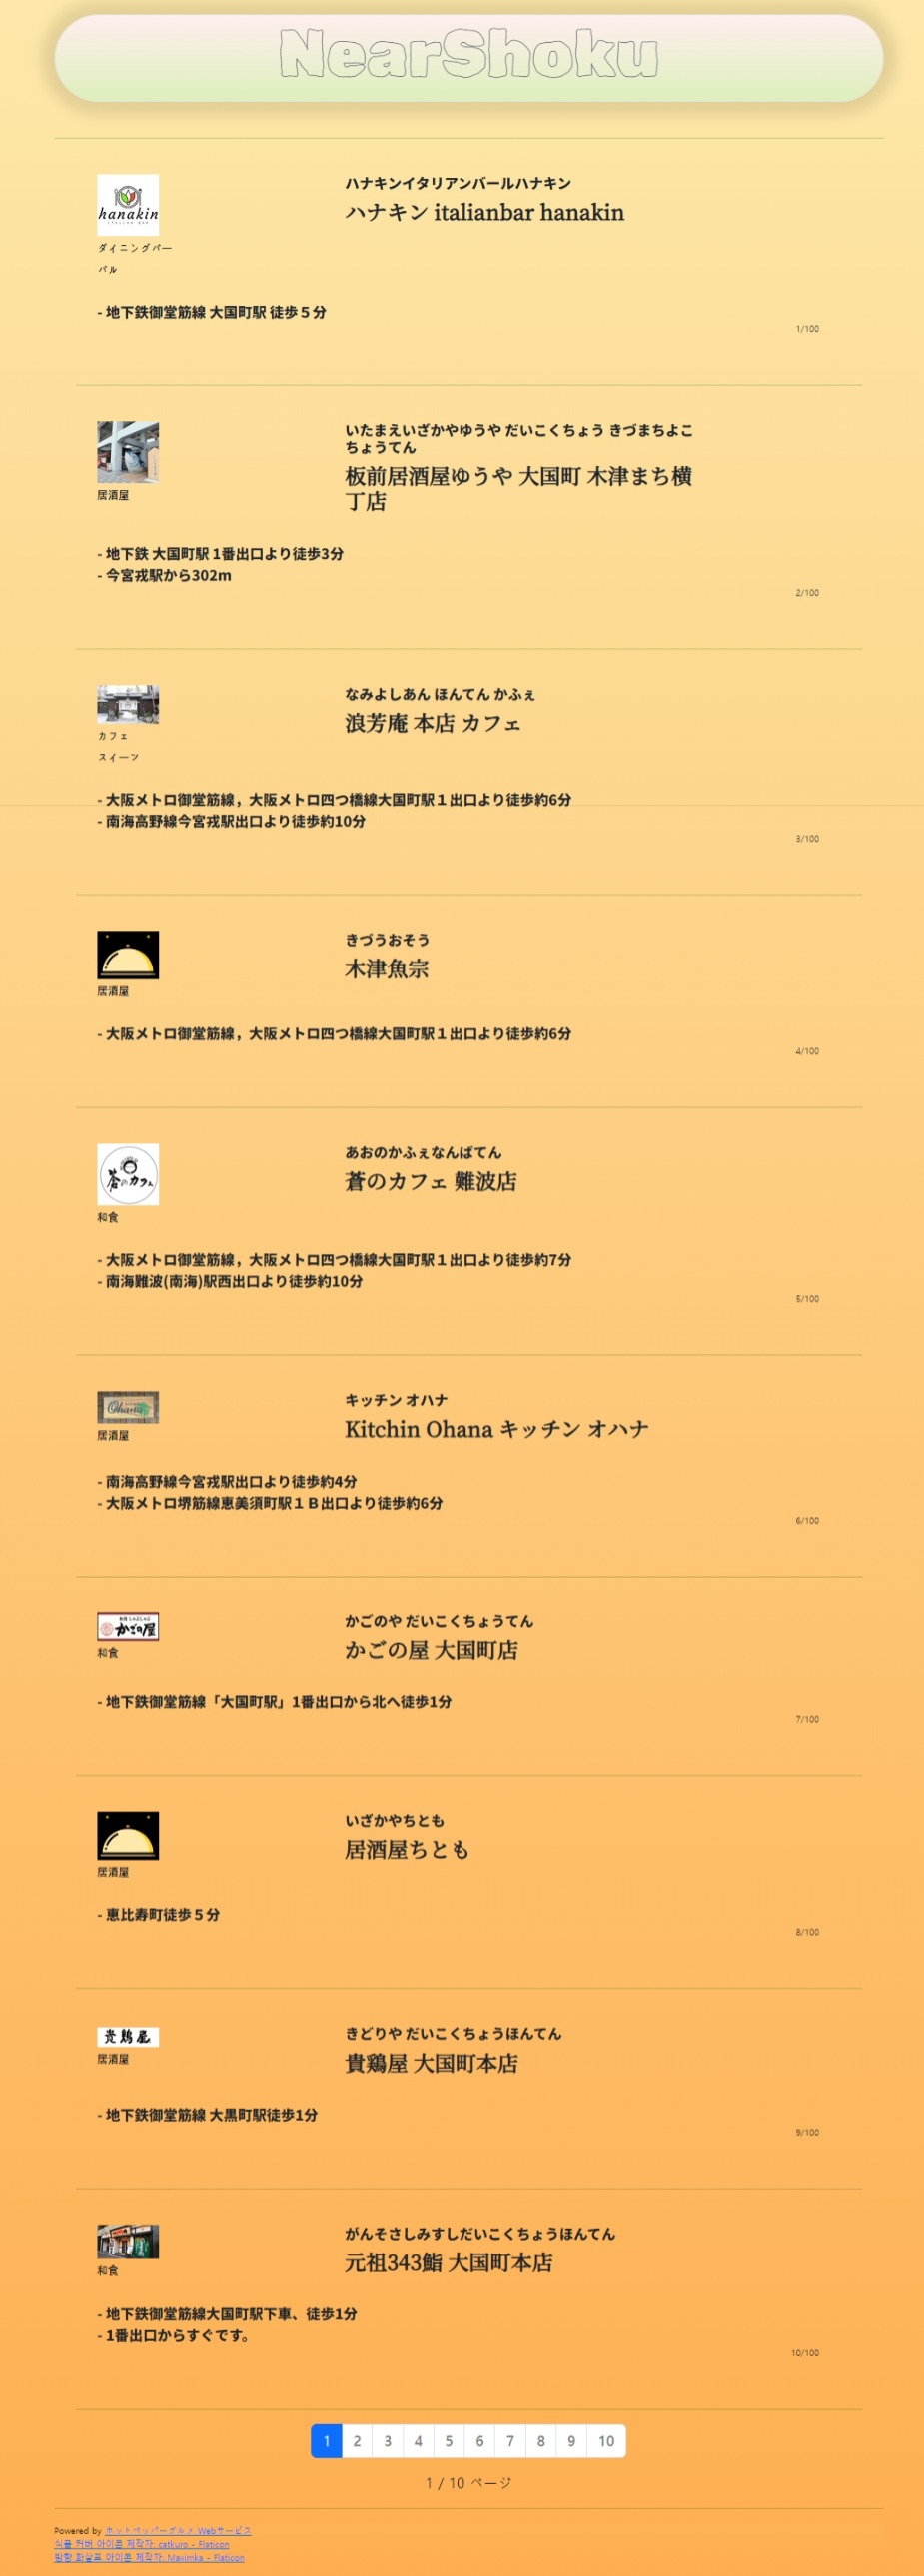 NearShoku
hanakin
ITALIAN BAR
ダイニングバー
バル
ハナキンイタリアンバールハナキン
ハナキン italianbar hanakin
- 地下鉄御堂筋線 大国町駅 徒歩５分
1/100
居酒屋
いたまえいざかやゆうや だいこくちょう きづまちよこ
ちょうてん
板前居酒屋ゆうや 大国町 木津まち横
丁店
- 地下鉄 大国町駅 1番出口より徒歩3分
- 今宮戎駅から302m
2/100
カフェ
スイーツ
なみよしあん ほんてん かふぇ
浪芳庵 本店 カフェ
- 大阪メトロ御堂筋線，大阪メトロ四つ橋線大国町駅１出口より徒歩約6分
- 南海高野線今宮戎駅出口より徒歩約10分
3/100
居酒屋
きづうおそう
木津魚宗
- 大阪メトロ御堂筋線，大阪メトロ四つ橋線大国町駅１出口より徒歩約6分
4/100
蒼のカフェ
和食
あおのかふぇなんばてん
蒼のカフェ 難波店
- 大阪メトロ御堂筋線，大阪メトロ四つ橋線大国町駅１出口より徒歩約7分
- 南海難波(南海)駅西出口より徒歩約10分
5/100
Ohana
居酒屋
キッチン オハナ
Kitchin Ohana キッチン オハナ
- 南海高野線今宮戎駅出口より徒歩約4分
- 大阪メトロ堺筋線恵美須町駅１Ｂ出口より徒歩約6分
6/100
かごの屋
和食
かごのや だいこくちょうてん
かごの屋 大国町店
- 地下鉄御堂筋線「大国町駅」1番出口から北へ徒歩1分
7/100
居酒屋
いざかやちとも
居酒屋ちとも
- 恵比寿町徒歩５分
8/100
貴鶏屋
居酒屋
きどりや だいこくちょうほんてん
貴鶏屋 大国町本店
- 地下鉄御堂筋線 大黒町駅徒歩1分
9/100
和食
がんそさしみすしだいこくちょうほんてん
元祖343鮨 大国町本店
- 地下鉄御堂筋線大国町駅下車、徒歩1分
- 1番出口からすぐです。
10/100
1 2 3 4 5 6 7 8 9 10
1 / 10 ページ
Powered by ホットペッパーグルメ Webサービス
식품 커버 아이콘 제작자: catkuro - Flaticon
방향 화살표 아이콘 제작자: Maximka - Flaticon